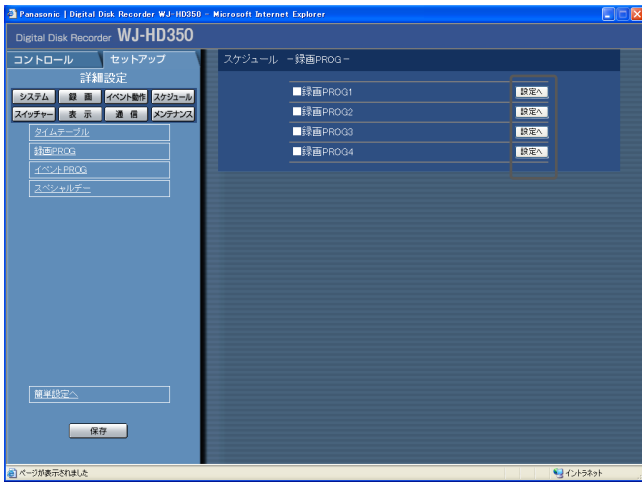 Panasonic | Digital Disk Recorder WJ-HD350 - Microsoft Internet Explorer
Digital Disk Recorder WJ-HD350
コントロール セットアップ
詳細設定
システム 録 画 イベント動作 スケジュール
スイッチャー 表 示 通 信 メンテナンス
タイムテーブル
録画PROG
イベントPROG
スペシャルデー
簡単設定へ
保存
スケジュール －録画PROG－
■録画PROG1 設定へ
■録画PROG2 設定へ
■録画PROG3 設定へ
■録画PROG4 設定へ
ページが表示されました イントラネット